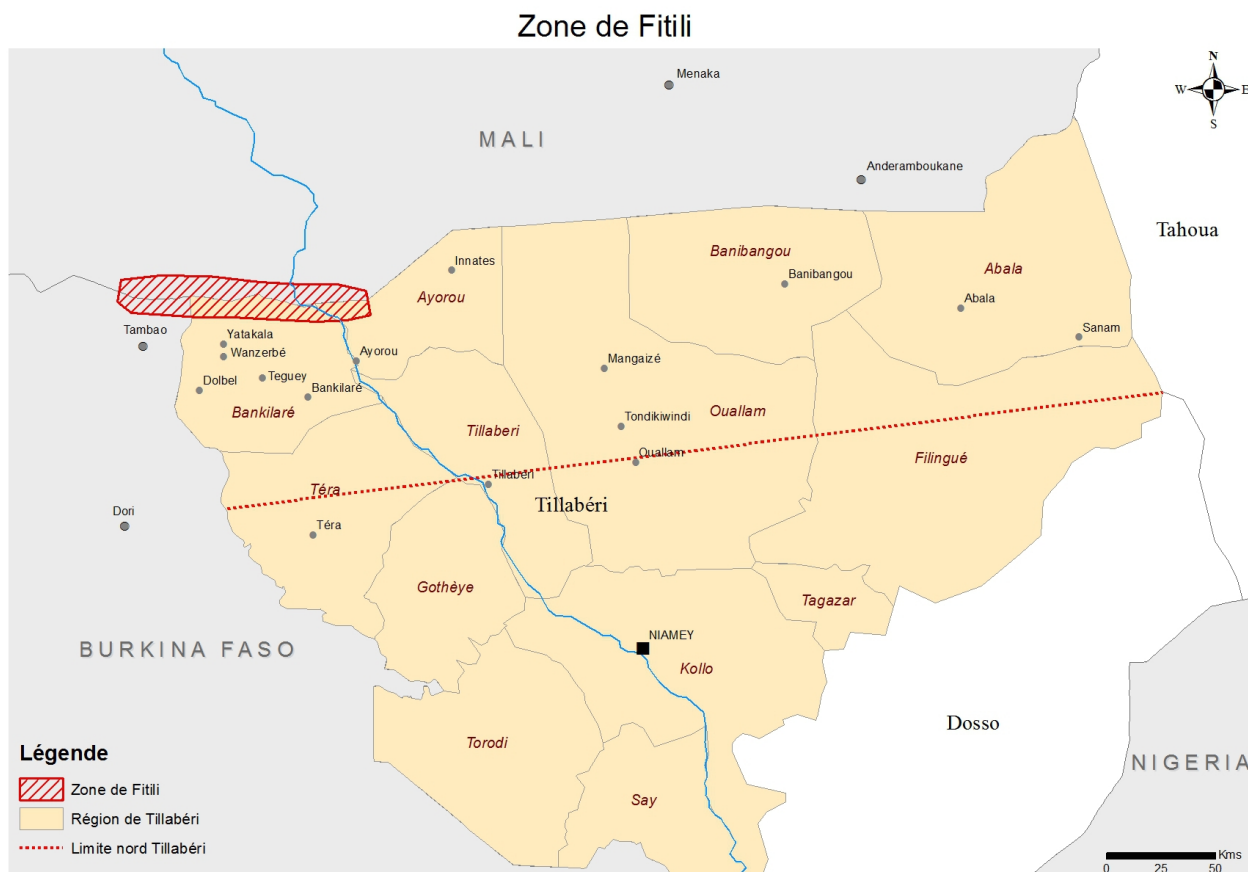 Zone de Fitili
Menaka
N
W E
S
MALI
Anderamboukane
Tahoua
Banibangou
Innates
Abala
Banibangou
Ayorou
Abala
Tambao
Yatakala
Sanam
Wanzerbé
Ayorou
Mangaizé
Teguey
Dolbel
Bankilaré
Bankilaré
Ouallam
Tondikiwindi
Tillaberi
Filingué
Ouallam
Tillabéri
Téra
Tillabéri
Dori
Téra
Gothèye
Tagazar
NIAMEY
BURKINA FASO
Kollo
Dosso
Torodi
Légende
NIGERIA
Zone de Fitili
Say
Région de Tillabéri
Limite nord Tillabéri
Kms
0 25 50